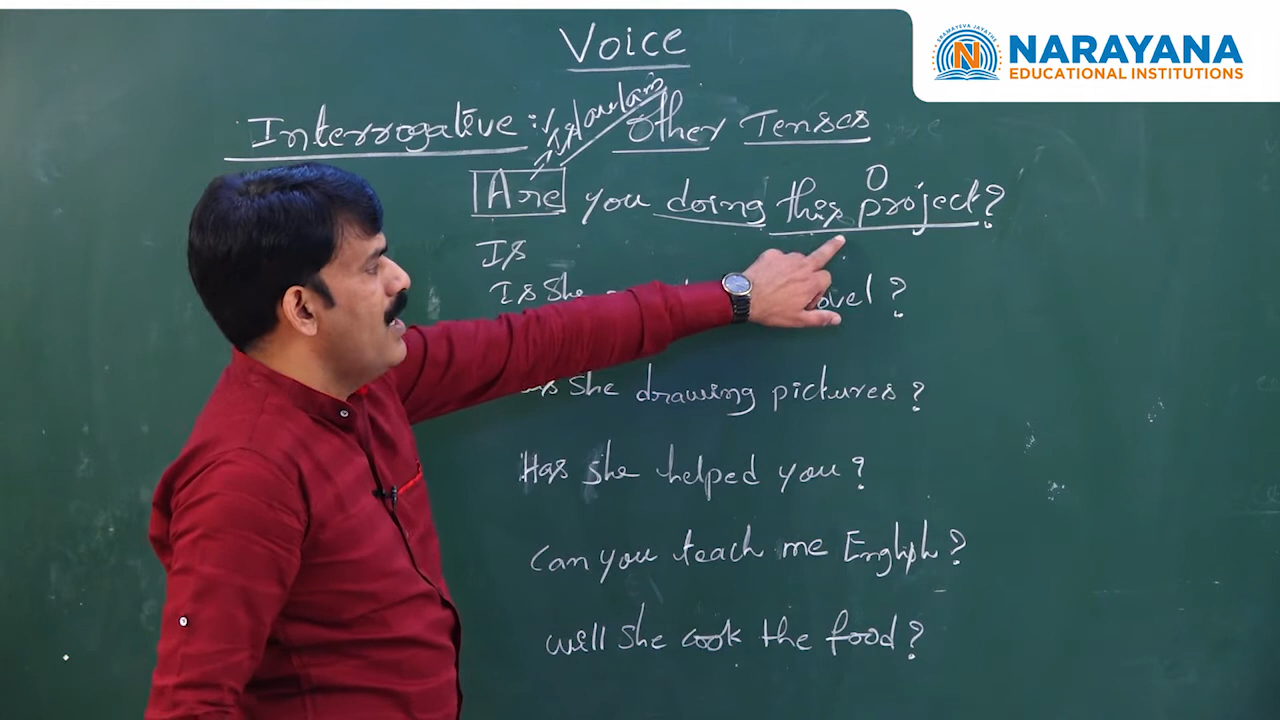 Voice
NARAYANA
EDUCATIONAL INSTITUTIONS
Interrogative : Other Tenses
Is/are/am
O
Are you doing this project?
Is
Is she ovel ?
she drawing pictures?
Has she helped you?
Can you teach me English?
will she cook the food?